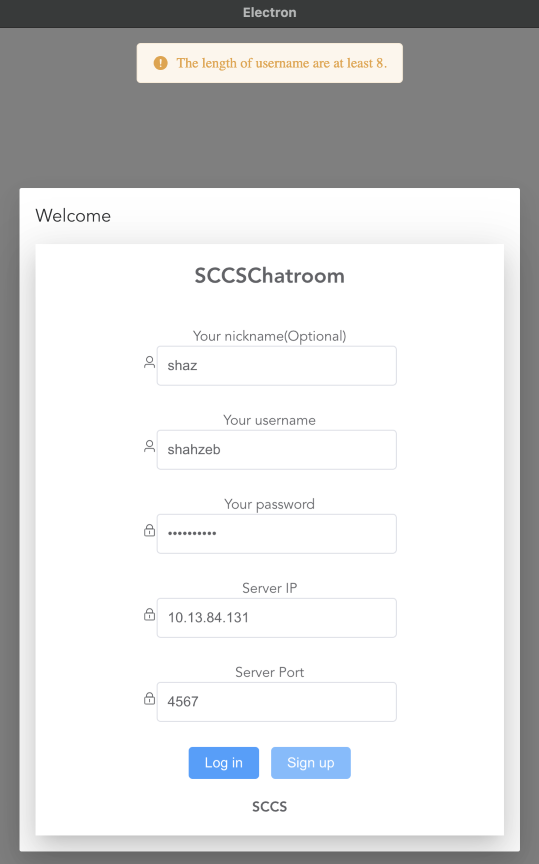 Electron
The length of username are at least 8.
Welcome
SCCSChatroom
Your nickname(Optional)
shaz
Your username
shahzeb
Your password
••••••••••
Server IP
10.13.84.131
Server Port
4567
Log in Sign up
SCCS